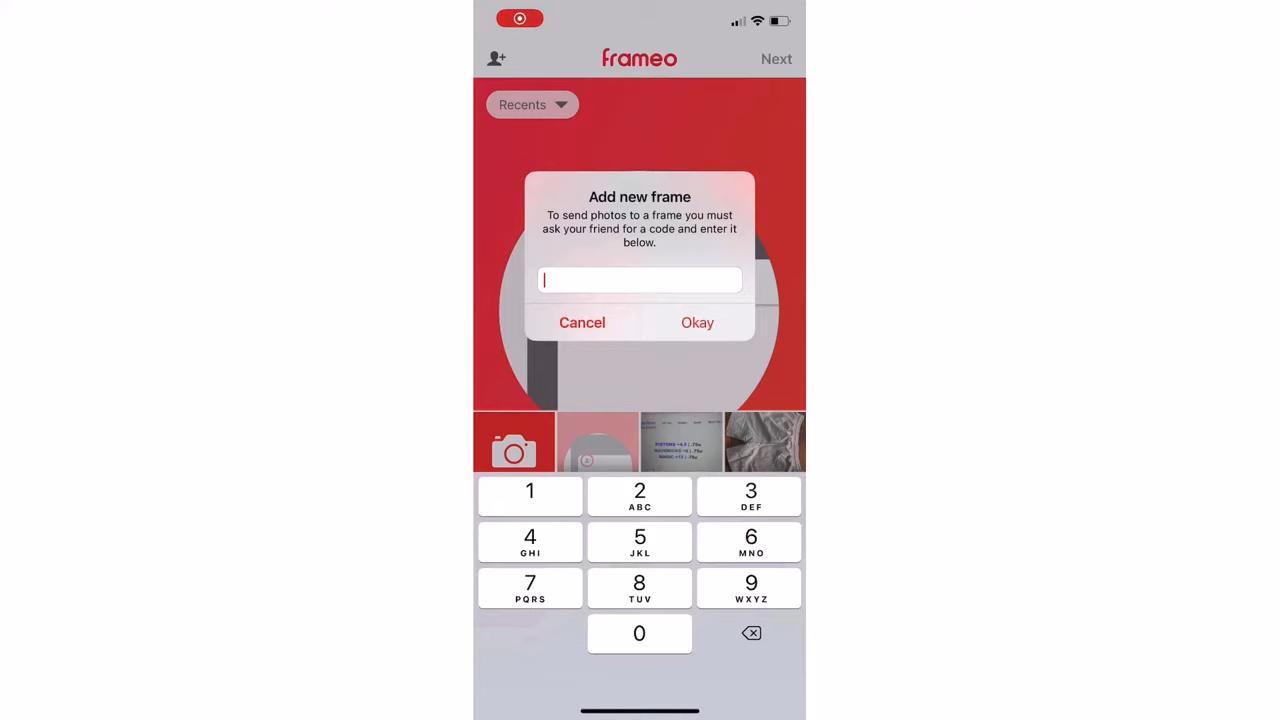 frameo
Next
Recents
Add new frame
To send photos to a frame you must
ask your friend for a code and enter it
below.
Cancel
Okay
1
2
ABC
3
DEF
4
GHI
5
JKL
6
MNO
7
PQRS
8
TUV
9
WXYZ
0